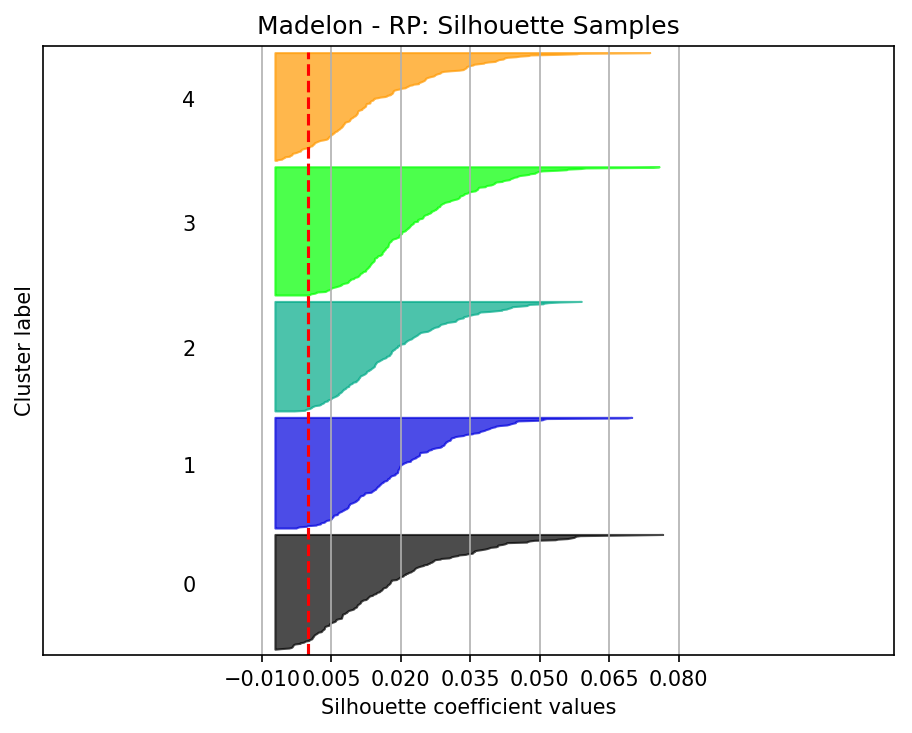 Madelon - RP: Silhouette Samples
4
3
2
1
0
Cluster label
−0.010 0.005 0.020 0.035 0.050 0.065 0.080
Silhouette coefficient values